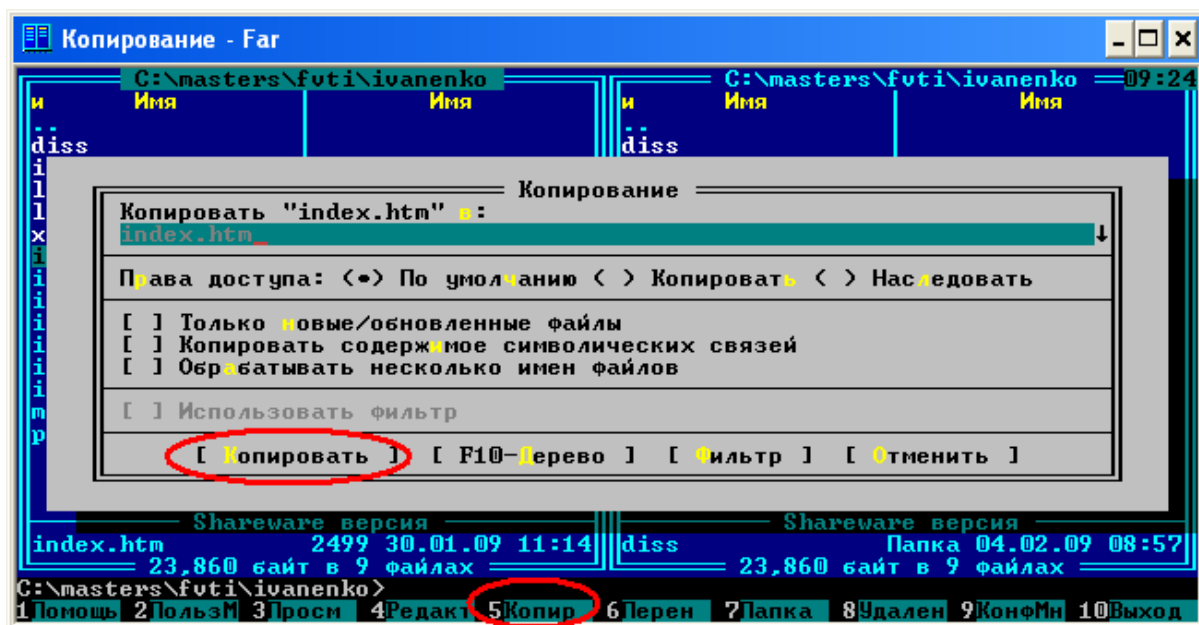 Копирование - Far
C:\masters\fvti\ivanenko C:\masters\fvti\ivanenko 09:24
и Имя Имя и Имя Имя
.. ..
diss diss
i
l
l
x
i
i
i
i
i
i
i
m
p
Копирование
Копировать "index.htm" в:
index.htm
Права доступа: (•) По умолчанию ( ) Копировать ( ) Наследовать
[ ] Только новые/обновленные файлы
[ ] Копировать содержимое символических связей
[ ] Обрабатывать несколько имен файлов
[ ] Использовать фильтр
[ Копировать ] [ F10-Дерево ] [ Фильтр ] [ Отменить ]
Shareware версия Shareware версия
index.htm 2499 30.01.09 11:14 diss Папка 04.02.09 08:57
23,860 байт в 9 файлах 23,860 байт в 9 файлах
C:\masters\fvti\ivanenko>
1Помощь 2ПользМ 3Просм 4Редакт 5Копир 6Перен 7Папка 8Удален 9КонфМн 10Выход